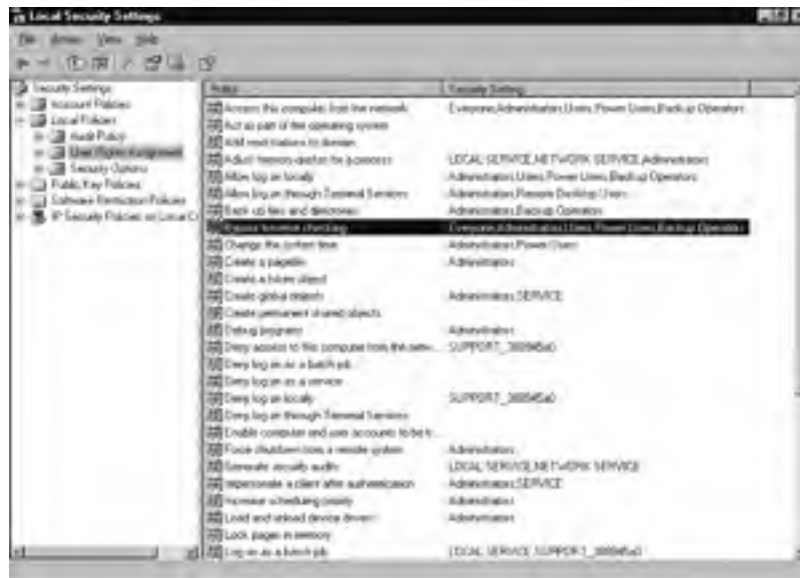 Local Security Settings
File Action View Help
Security Settings
Account Policies
Local Policies
Audit Policy
User Rights Assignment
Security Options
Public Key Policies
Software Restriction Policies
IP Security Policies on Local C
Policy Security Setting
Access this computer from the network Everyone,Administrators,Users,Power Users,Backup Operators
Act as part of the operating system
Add workstations to domain
Adjust memory quotas for a process LOCAL SERVICE,NETWORK SERVICE,Administrators
Allow log on locally Administrators,Users,Power Users,Backup Operators
Allow log on through Terminal Services Administrators,Remote Desktop Users
Back up files and directories Administrators,Backup Operators
Bypass traverse checking Everyone,Administrators,Users,Power Users,Backup Operators
Change the system time Administrators,Power Users
Create a pagefile Administrators
Create a token object
Create global objects Administrators,SERVICE
Create permanent shared objects
Debug programs Administrators
Deny access to this computer from the netw... SUPPORT_388945a0
Deny log on as a batch job
Deny log on as a service
Deny log on locally SUPPORT_388945a0
Deny log on through Terminal Services
Enable computer and user accounts to be tr...
Force shutdown from a remote system Administrators
Generate security audits LOCAL SERVICE,NETWORK SERVICE
Impersonate a client after authentication Administrators,SERVICE
Increase scheduling priority Administrators
Load and unload device drivers Administrators
Lock pages in memory
Log on as a batch job LOCAL SERVICE,SUPPORT_388945a0